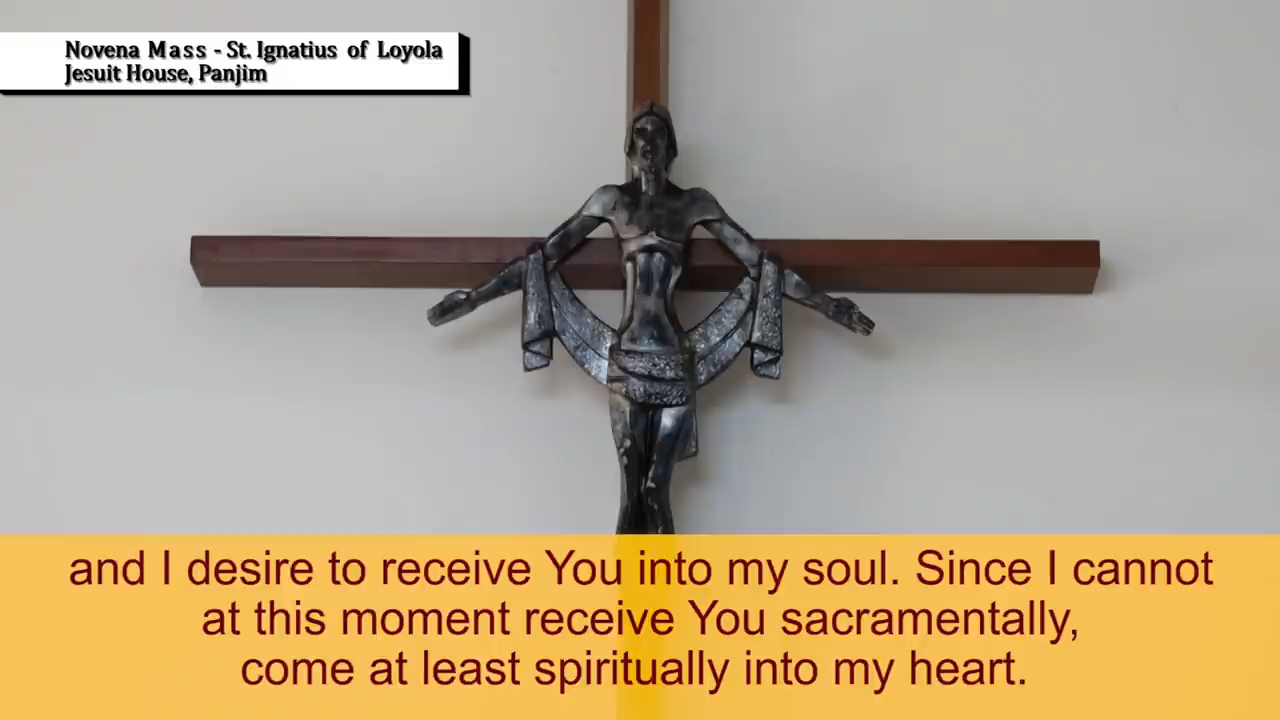 Novena Mass - St. Ignatius of Loyola
Jesuit House, Panjim
and I desire to receive You into my soul. Since I cannot
at this moment receive You sacramentally,
come at least spiritually into my heart.